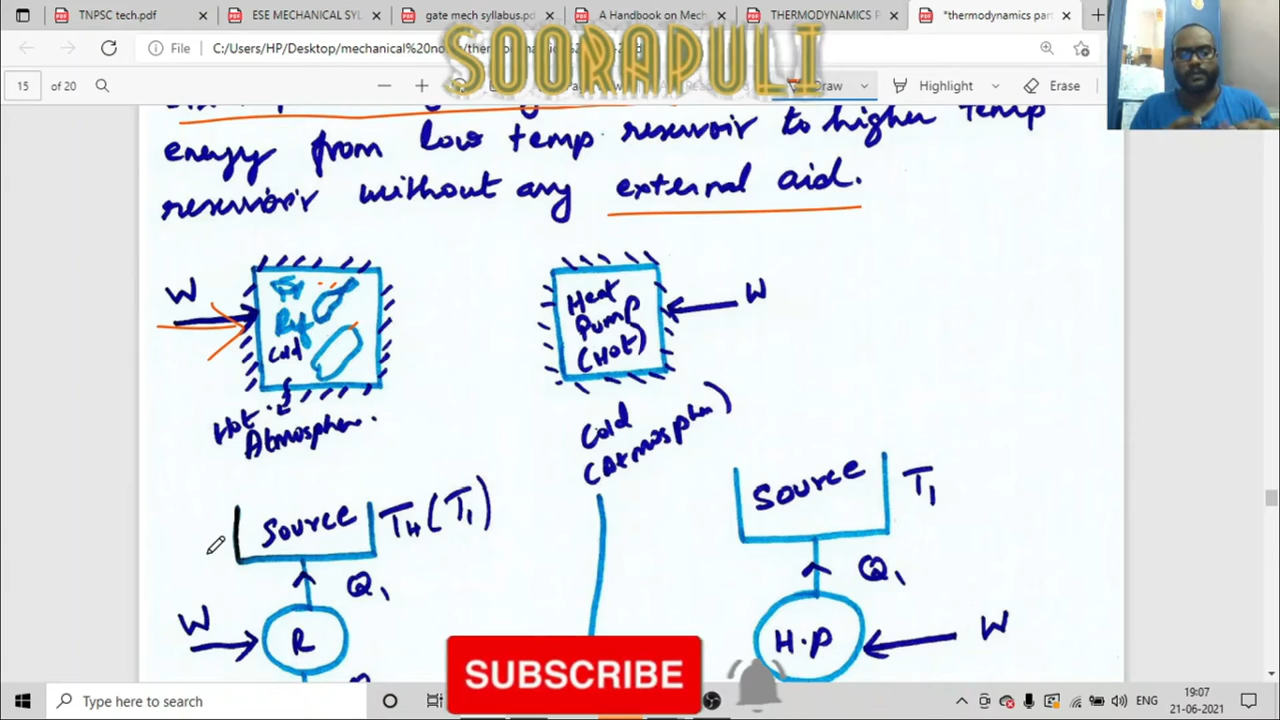 TNPSC tech.pdf
ESE MECHANICAL SYL
gate mech syllabus.pd
A Handbook on Mech
THERMODYNAMICS P
*thermodynamics par
File
C:/Users/HP/Desktop/mechanical%20no
SOORAPULI
15 of 20
Draw
Highlight
Erase
energy from low temp reservoir to higher temp
reservoir without any external aid.
W
Ref
Cold
Hot
Atmosphere.
Heat
Pump
(Hot)
W
Cold
(Atmosphere)
Source
TH (T1)
Q1
W
R
Source
T1
Q1
H.P
W
SUBSCRIBE
Type here to search
ENG
19:07
21-06-2021